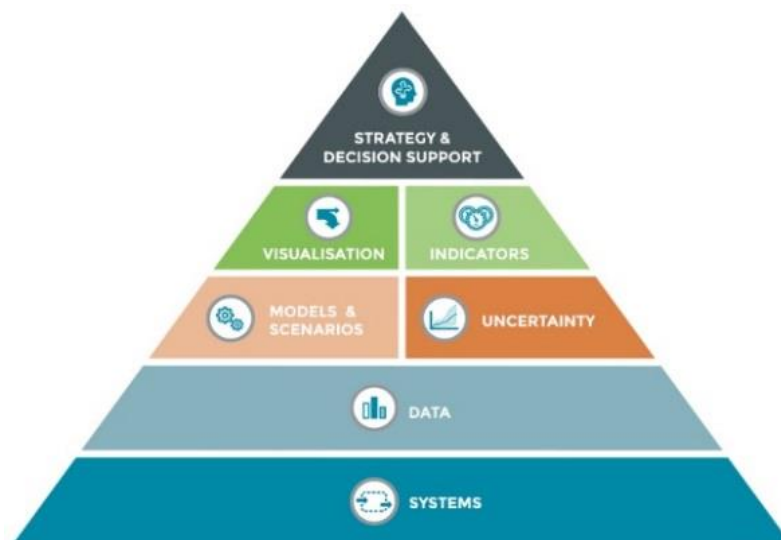 STRATEGY &
DECISION SUPPORT
VISUALISATION
INDICATORS
MODELS &
SCENARIOS
UNCERTAINTY
DATA
SYSTEMS